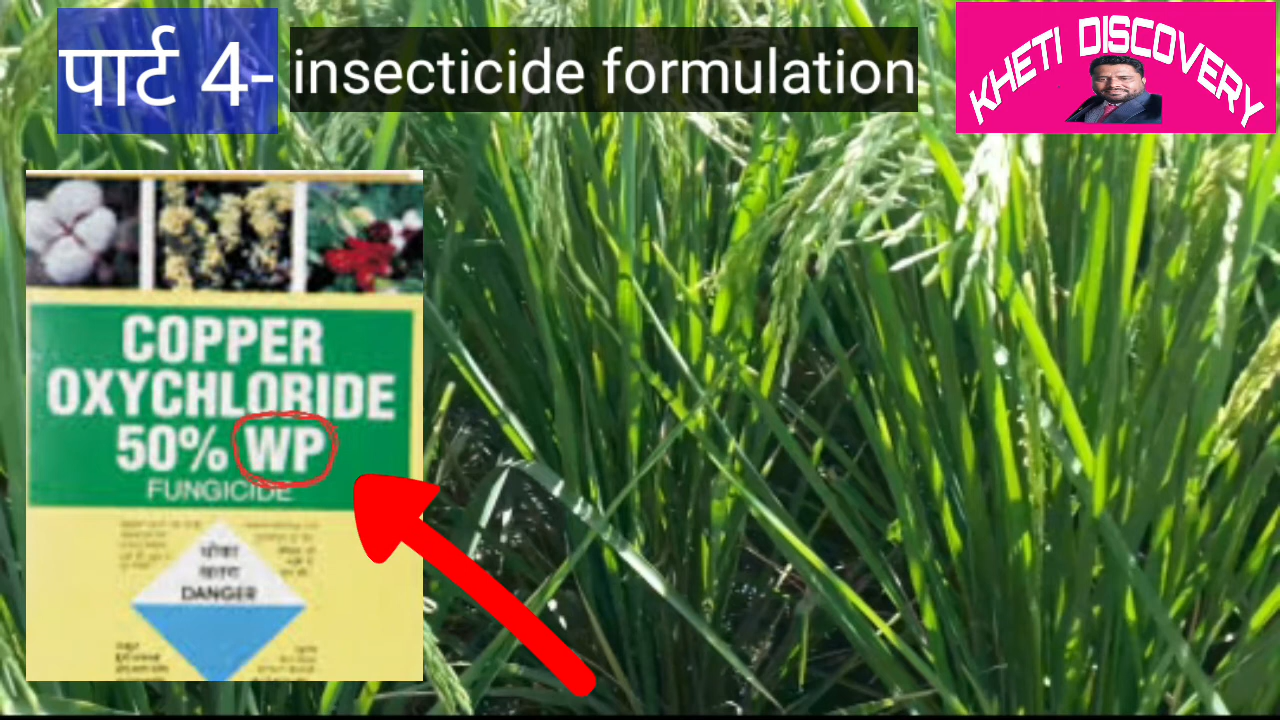 पार्ट 4-
insecticide formulation
KHETI DISCOVERY
COPPER
OXYCHLORIDE
50% WP
FUNGICIDE
DANGER